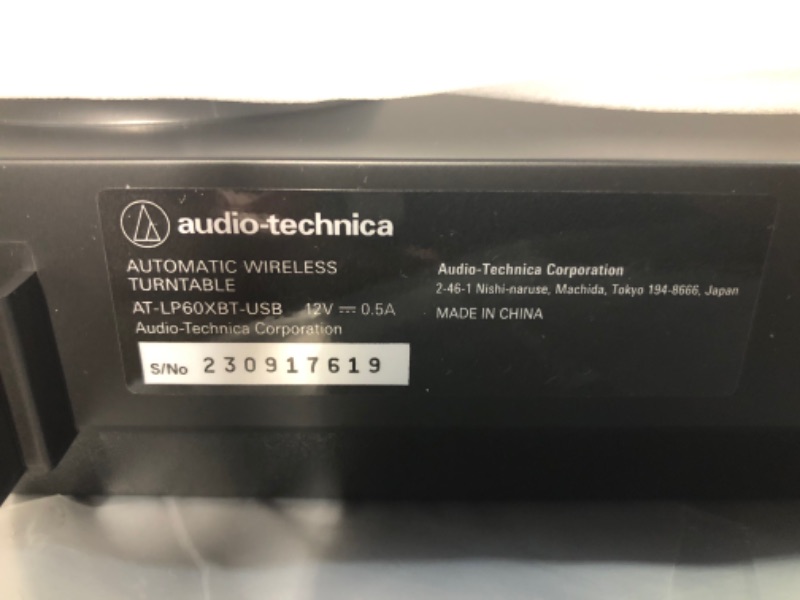 audio-technica
AUTOMATIC WIRELESS
TURNTABLE
AT-LP60XBT-USB 12V ⎓ 0.5A
Audio-Technica Corporation
S/No 230917619
Audio-Technica Corporation
2-46-1 Nishi-naruse, Machida, Tokyo 194-8666, Japan
MADE IN CHINA